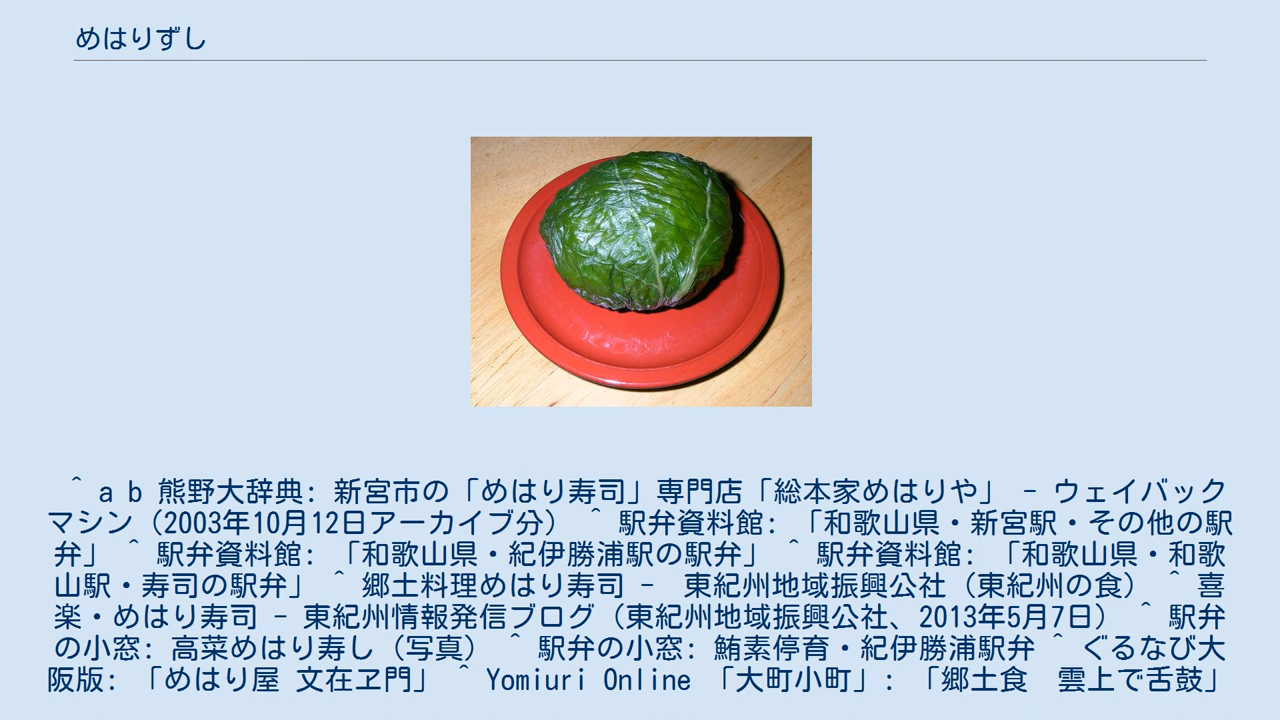 めはりずし
＾ a b 熊野大辞典: 新宮市の「めはり寿司」専門店「総本家めはりや」 - ウェイバック
マシン（2003年10月12日アーカイブ分） ＾ 駅弁資料館: 「和歌山県・新宮駅・その他の駅
弁」 ＾ 駅弁資料館: 「和歌山県・紀伊勝浦駅の駅弁」 ＾ 駅弁資料館: 「和歌山県・和歌
山駅・寿司の駅弁」 ＾ 郷土料理めはり寿司 -　東紀州地域振興公社（東紀州の食） ＾ 喜
楽・めはり寿司 - 東紀州情報発信ブログ（東紀州地域振興公社、2013年5月7日） ＾ 駅弁
の小窓: 高菜めはり寿し（写真） ＾ 駅弁の小窓: 鮪素停育・紀伊勝浦駅弁 ＾ ぐるなび大
阪版: 「めはり屋 文在ヱ門」 ＾ Yomiuri Online 「大町小町」: 「郷土食　雲上で舌鼓」